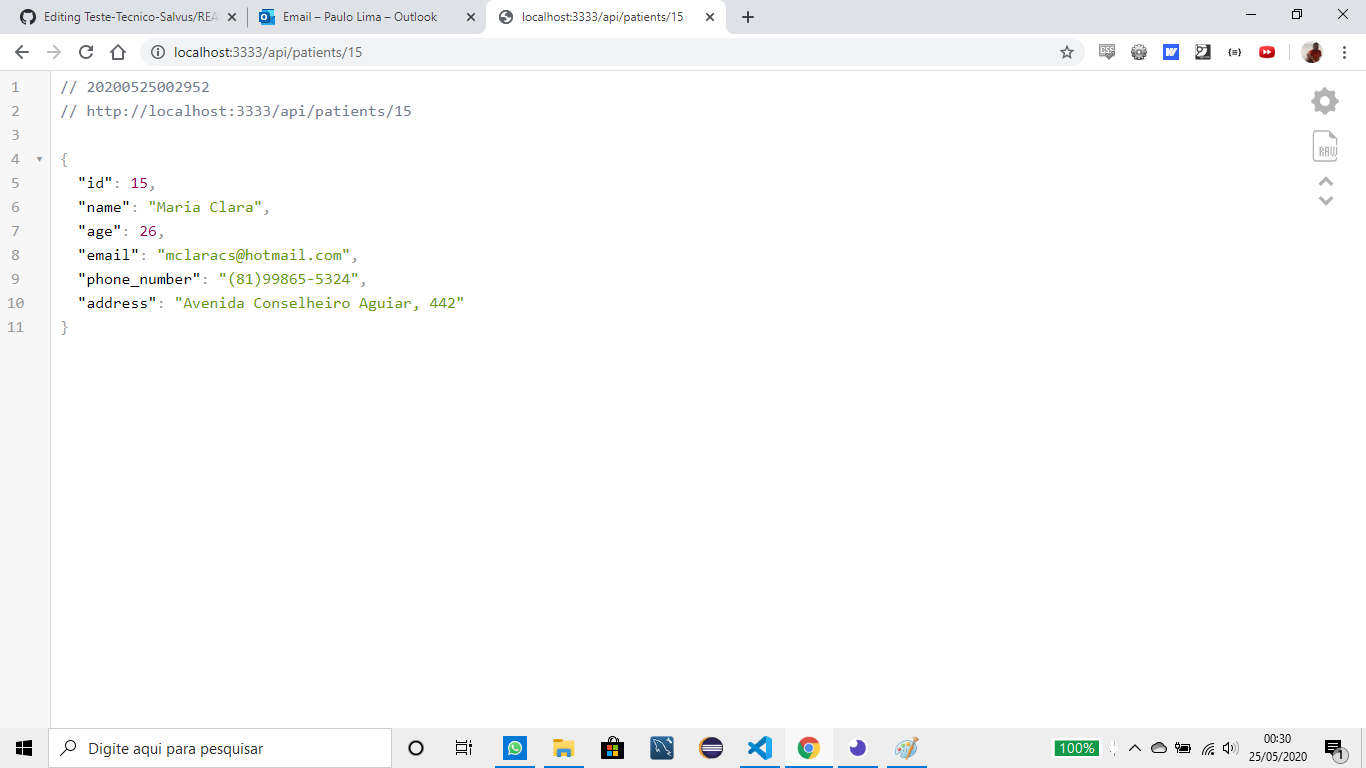 Editing Teste-Tecnico-Salvus/REA
Email – Paulo Lima – Outlook
localhost:3333/api/patients/15
localhost:3333/api/patients/15
1 // 20200525002952
2 // http://localhost:3333/api/patients/15
3
4 {
5 "id": 15,
6 "name": "Maria Clara",
7 "age": 26,
8 "email": "mclaracs@hotmail.com",
9 "phone_number": "(81)99865-5324",
10 "address": "Avenida Conselheiro Aguiar, 442"
11 }
RAW
Digite aqui para pesquisar
100%
00:30
25/05/2020
1